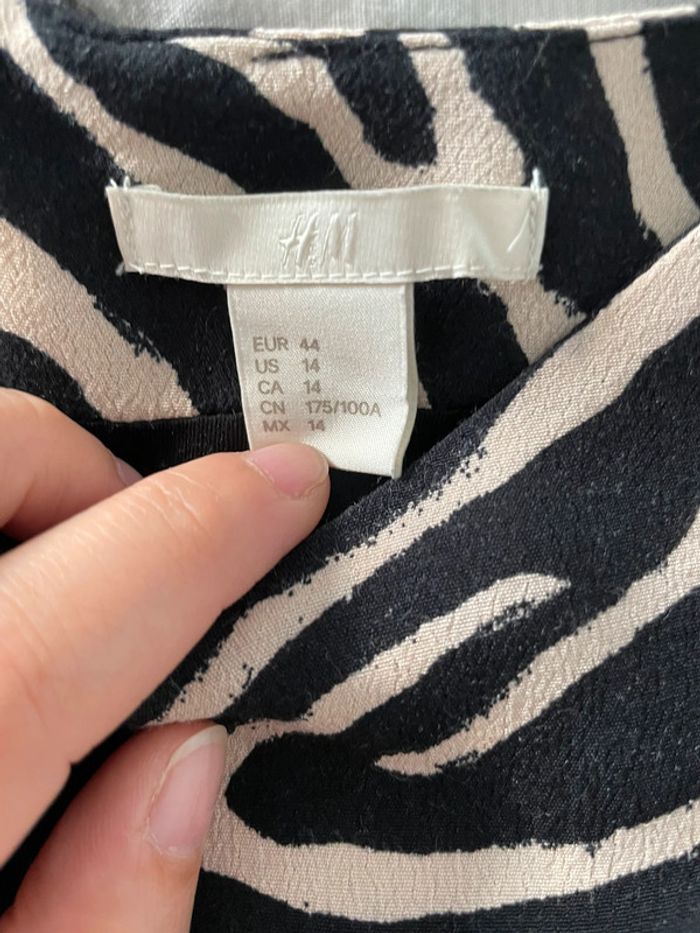 H&M
EUR 44
US 14
CA 14
CN 175/100A
MX 14